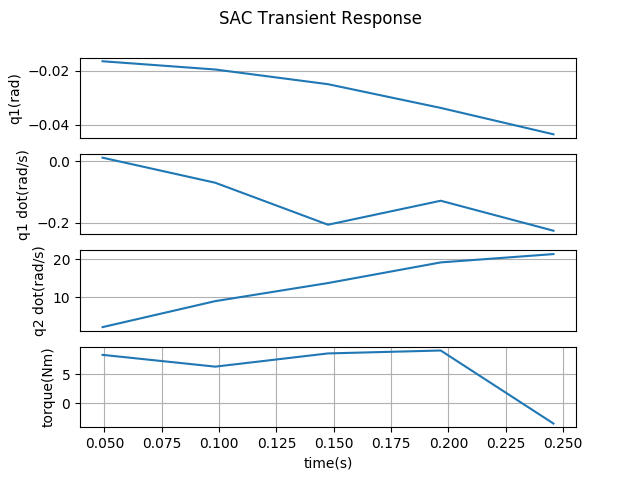 SAC Transient Response
q1(rad)
−0.02
−0.04
q1 dot(rad/s)
0.0
−0.2
q2 dot(rad/s)
20
10
torque(Nm)
5
0
0.050 0.075 0.100 0.125 0.150 0.175 0.200 0.225 0.250
time(s)